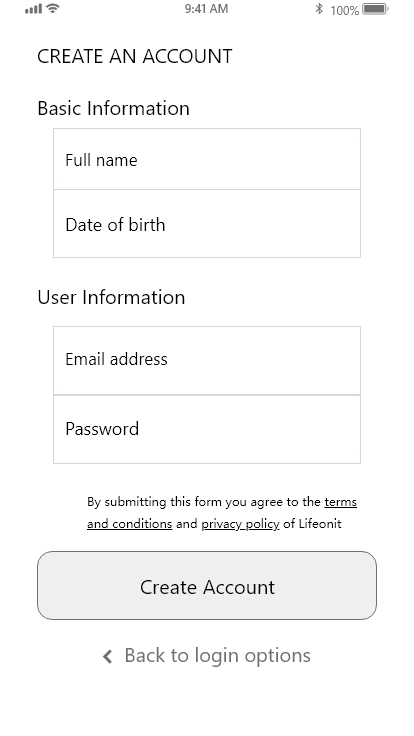 9:41 AM 100%
CREATE AN ACCOUNT
Basic Information
Full name
Date of birth
User Information
Email address
Password
By submitting this form you agree to the terms
and conditions and privacy policy of Lifeonit
Create Account
Back to login options